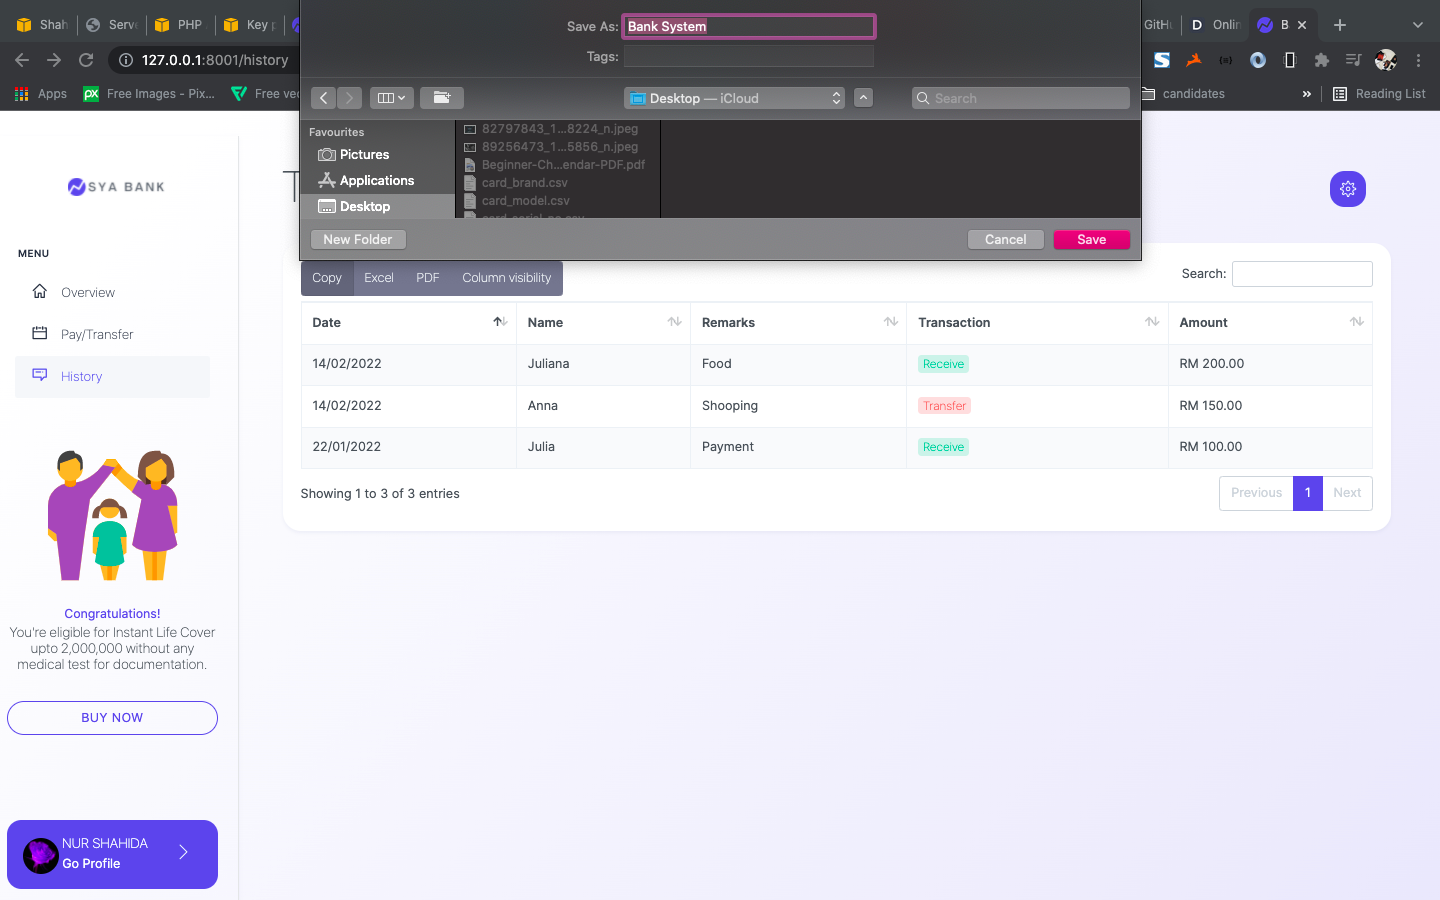 Shah
Serve
PHP
Key p
GitHu
Onlin
B
Save As:
Bank System
Tags:
127.0.0.1:8001/history
Apps
Free Images - Pix...
Free vec
Desktop — iCloud
Search
candidates
»
Reading List
Favourites
Pictures
Applications
Desktop
82797843_1...8224_n.jpeg
89256473_1...5856_n.jpeg
Beginner-Ch...endar-PDF.pdf
card_brand.csv
card_model.csv
card_serial_no.csv
New Folder
Cancel
Save
SYA BANK
T
MENU
Overview
Pay/Transfer
History
Copy
Excel
PDF
Column visibility
Search:
Date
Name
Remarks
Transaction
Amount
14/02/2022
Juliana
Food
Receive
RM 200.00
14/02/2022
Anna
Shooping
Transfer
RM 150.00
22/01/2022
Julia
Payment
Receive
RM 100.00
Showing 1 to 3 of 3 entries
Previous
1
Next
Congratulations!
You're eligible for Instant Life Cover
upto 2,000,000 without any
medical test for documentation.
BUY NOW
NUR SHAHIDA
Go Profile